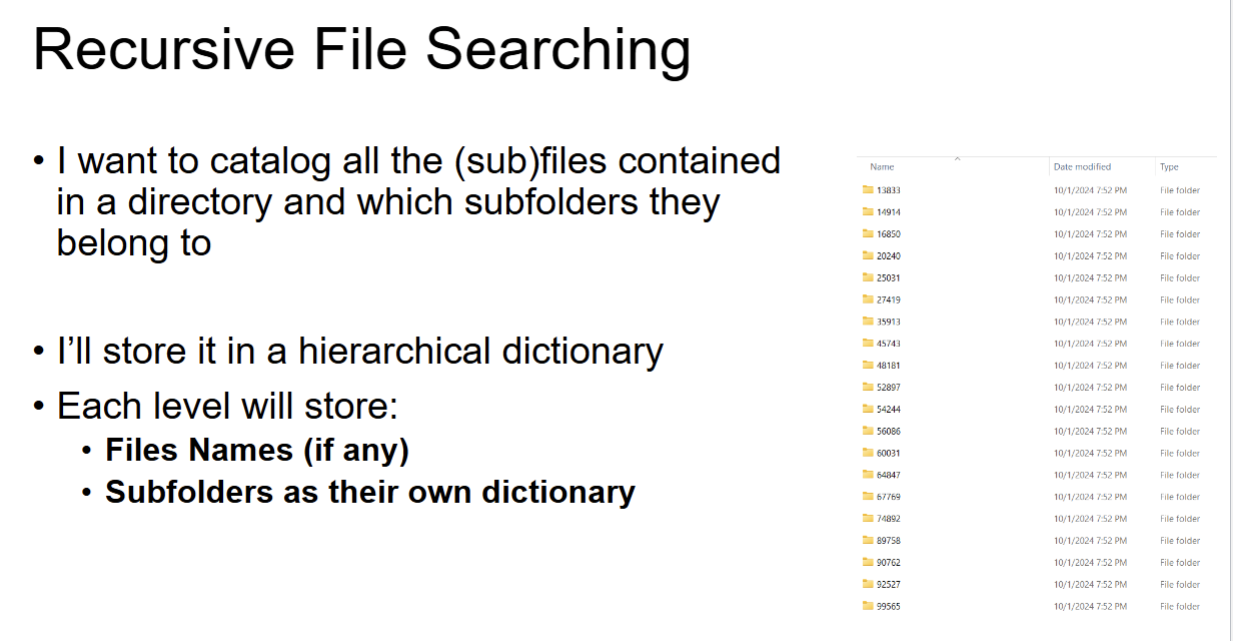 Recursive File Searching
• I want to catalog all the (sub)files contained
in a directory and which subfolders they
belong to
• I’ll store it in a hierarchical dictionary
• Each level will store:
• Files Names (if any)
• Subfolders as their own dictionary
Name Date modified Type
13833 10/1/2024 7:52 PM File folder
14914 10/1/2024 7:52 PM File folder
16850 10/1/2024 7:52 PM File folder
20240 10/1/2024 7:52 PM File folder
25031 10/1/2024 7:52 PM File folder
27419 10/1/2024 7:52 PM File folder
35913 10/1/2024 7:52 PM File folder
45743 10/1/2024 7:52 PM File folder
48181 10/1/2024 7:52 PM File folder
52897 10/1/2024 7:52 PM File folder
54244 10/1/2024 7:52 PM File folder
56086 10/1/2024 7:52 PM File folder
60031 10/1/2024 7:52 PM File folder
64847 10/1/2024 7:52 PM File folder
67769 10/1/2024 7:52 PM File folder
74892 10/1/2024 7:52 PM File folder
89758 10/1/2024 7:52 PM File folder
90762 10/1/2024 7:52 PM File folder
92527 10/1/2024 7:52 PM File folder
99565 10/1/2024 7:52 PM File folder